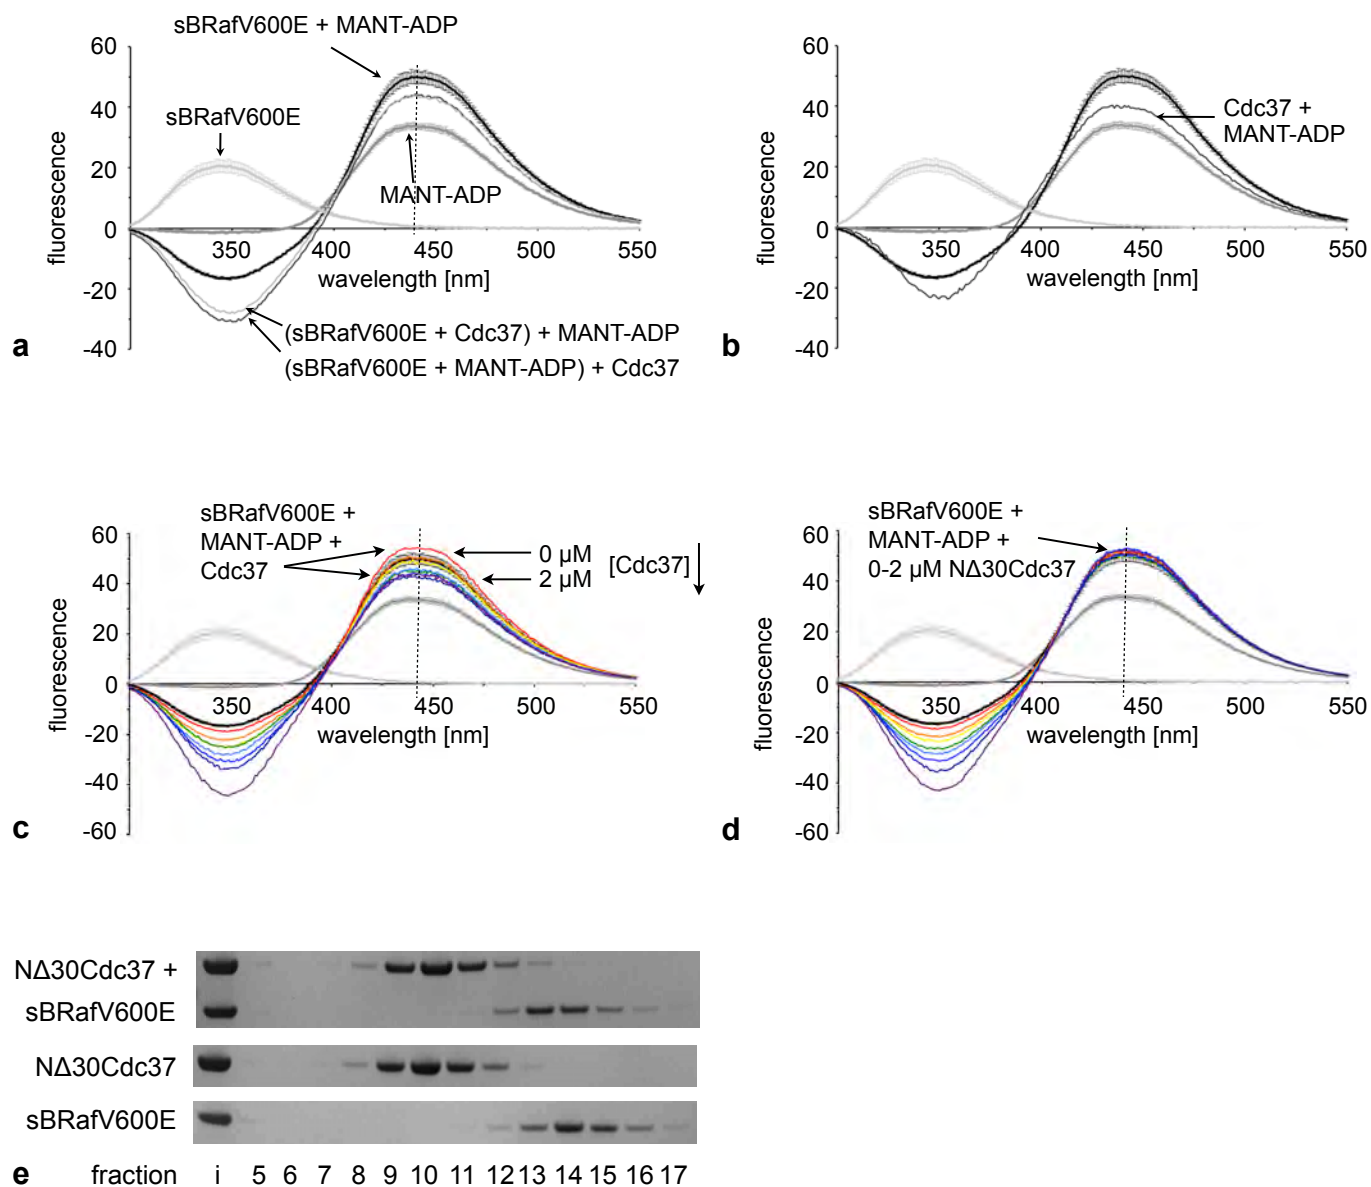 sBRafV600E + MANT-ADP
60
40
20
0
-20
-40
fluorescence
sBRafV600E
MANT-ADP
350
400
450
500
550
wavelength [nm]
(sBRafV600E + Cdc37) + MANT-ADP
(sBRafV600E + MANT-ADP) + Cdc37
a
60
40
20
0
-20
-40
fluorescence
Cdc37 +
MANT-ADP
350
400
450
500
550
wavelength [nm]
b
sBRafV600E +
MANT-ADP +
Cdc37
0 µM
2 µM
[Cdc37]
60
40
20
0
-20
-40
-60
fluorescence
350
400
450
500
550
wavelength [nm]
c
sBRafV600E +
MANT-ADP +
0-2 µM NΔ30Cdc37
60
40
20
0
-20
-40
-60
fluorescence
350
400
450
500
550
wavelength [nm]
d
NΔ30Cdc37 +
sBRafV600E
NΔ30Cdc37
sBRafV600E
e fraction i 5 6 7 8 9 10 11 12 13 14 15 16 17